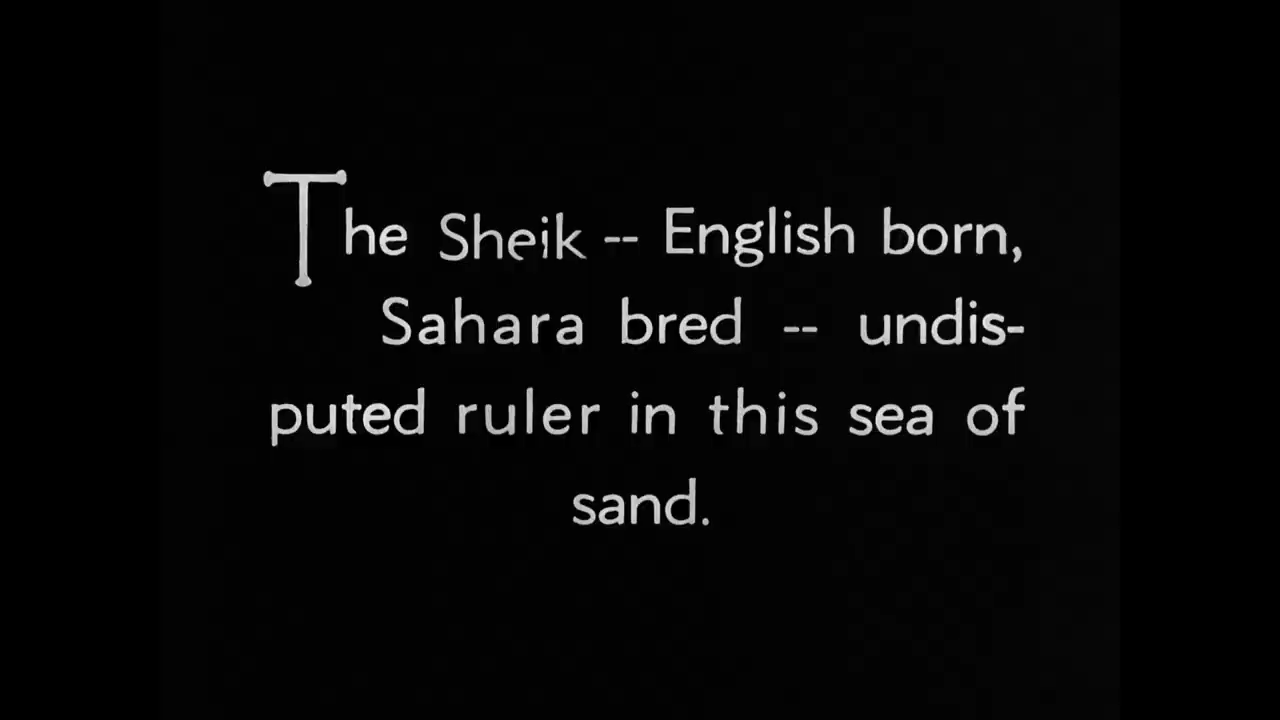 The Sheik -- English born,
Sahara bred -- undis-
puted ruler in this sea of
sand.